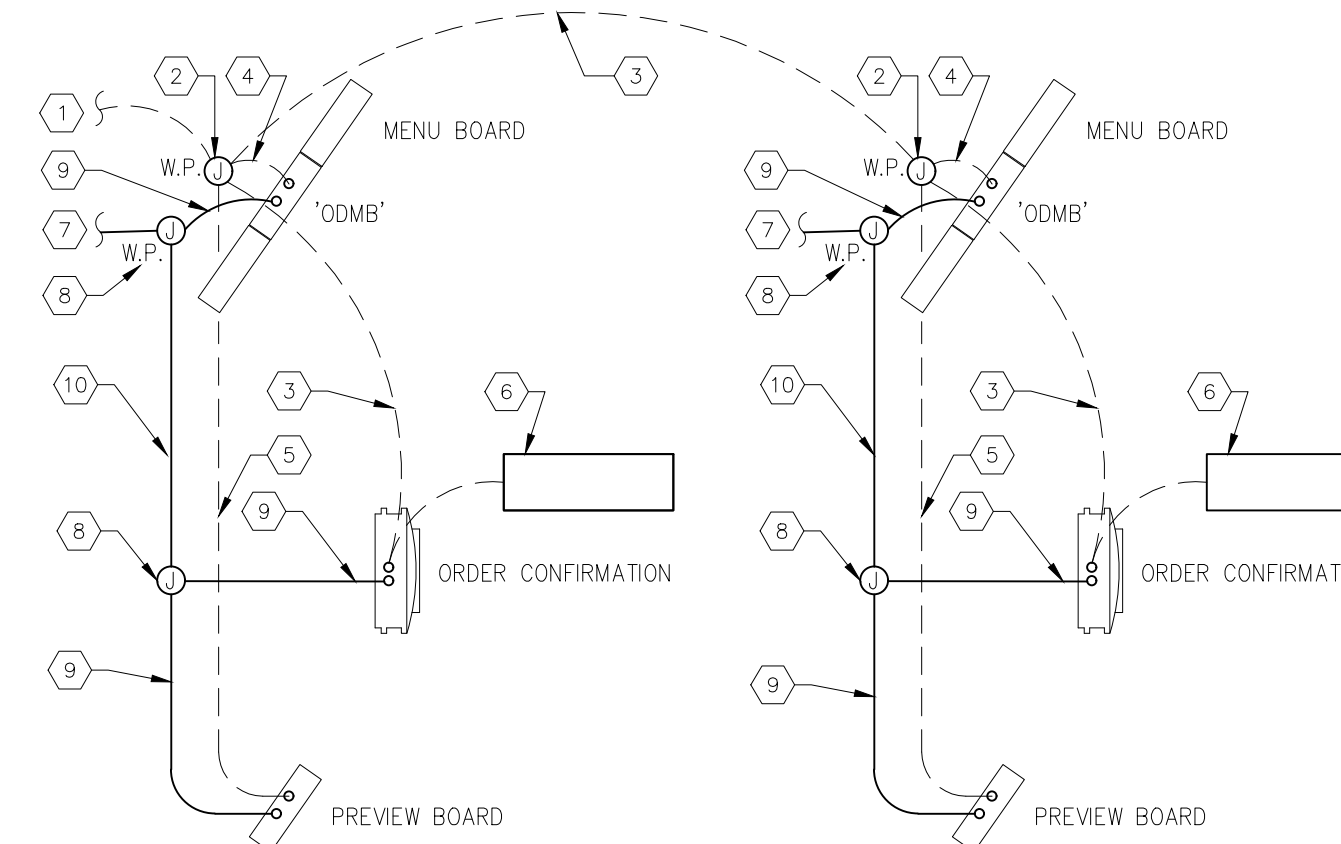 2
4
3
2
4
1
MENU BOARD
MENU BOARD
W.P.
J
W.P.
J
9
9
'ODMB'
'ODMB'
7
J
7
J
W.P.
W.P.
8
8
10
3
6
10
3
6
5
5
9
9
8
8
J
ORDER CONFIRMATION
J
ORDER CONFIRMAT
9
9
PREVIEW BOARD
PREVIEW BOARD